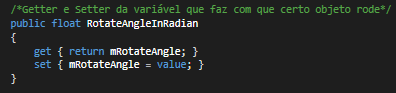 /*Getter e Setter da variável que faz com que certo objeto rode*/
public float RotateAngleInRadian
{
get { return mRotateAngle; }
set { mRotateAngle = value; }
}